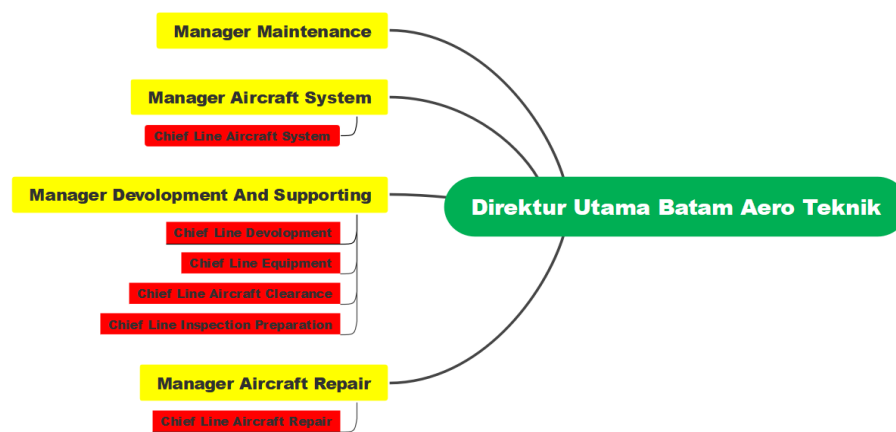 Manager Maintenance
Manager Aircraft System
Chief Line Aircraft System
Manager Devolopment And Supporting
Chief Line Devolopment
Chief Line Equipment
Chief Line Aircraft Clearance
Chief Line Inspection Preparation
Manager Aircraft Repair
Chief Line Aircraft Repair
Direktur Utama Batam Aero Teknik